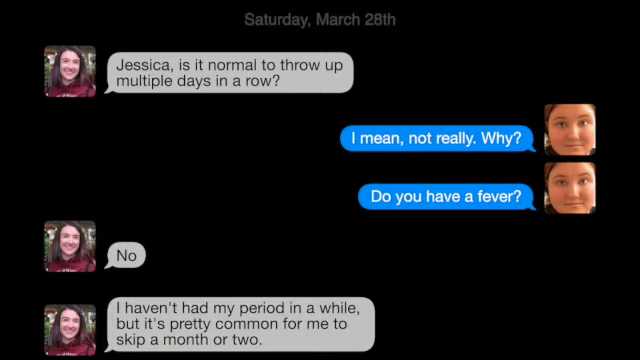 Saturday, March 28th
Jessica, is it normal to throw up
multiple days in a row?
I mean, not really. Why?
Do you have a fever?
No
I haven't had my period in a while,
but it's pretty common for me to
skip a month or two.